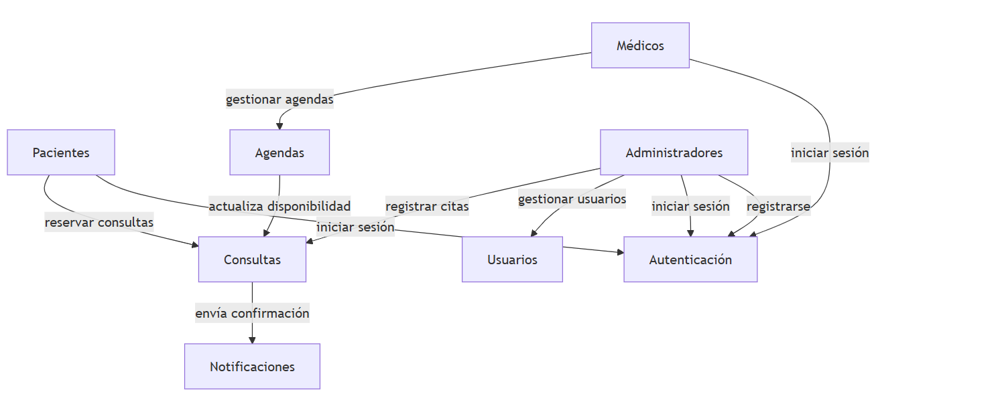 Médicos
gestionar agendas
Pacientes
Agendas
Administradores
iniciar sesión
gestionar usuarios
actualiza disponibilidad
registrar citas
iniciar sesión
registrarse
reservar consultas
iniciar sesión
Consultas
Usuarios
Autenticación
envía confirmación
Notificaciones